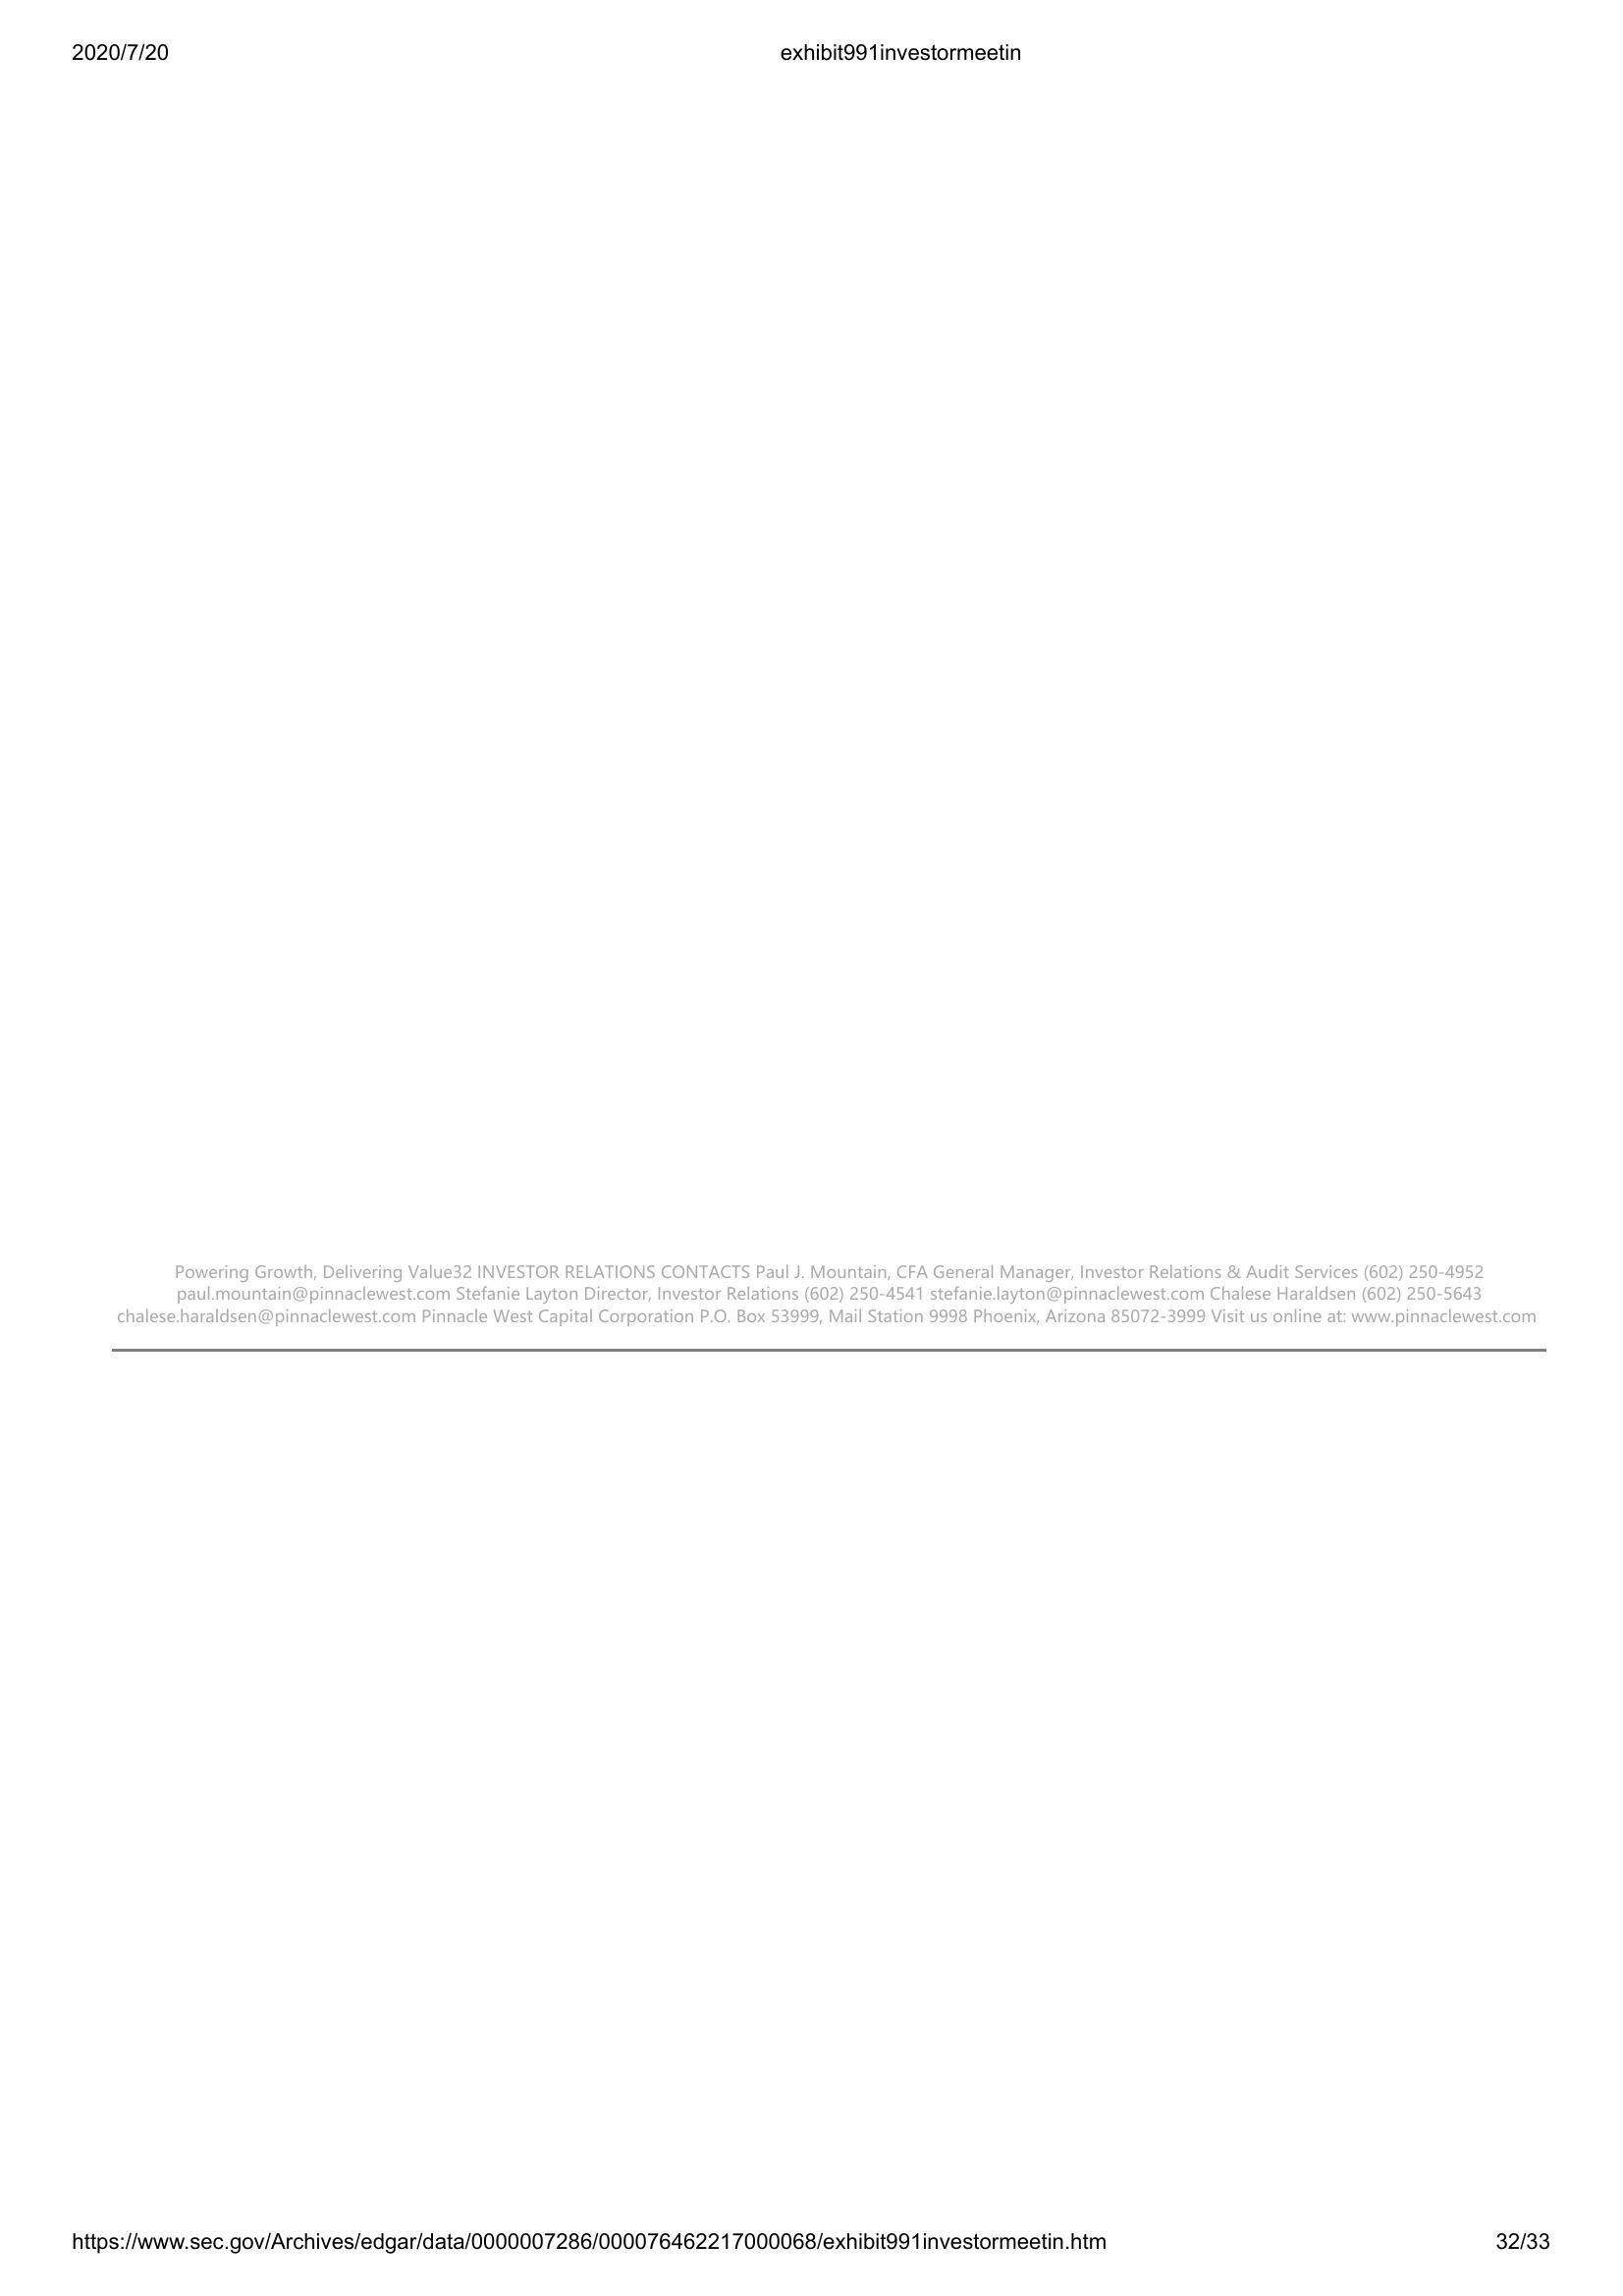 2020/7/20 exhibit991investormeetin
Powering Growth, Delivering Value32 INVESTOR RELATIONS CONTACTS Paul J. Mountain, CFA General Manager, Investor Relations & Audit Services (602) 250-4952
paul.mountain@pinnaclewest.com Stefanie Layton Director, Investor Relations (602) 250-4541 stefanie.layton@pinnaclewest.com Chalese Haraldsen (602) 250-5643
chalese.haraldsen@pinnaclewest.com Pinnacle West Capital Corporation P.O. Box 53999, Mail Station 9998 Phoenix, Arizona 85072-3999 Visit us online at: www.pinnaclewest.com
https://www.sec.gov/Archives/edgar/data/0000007286/000076462217000068/exhibit991investormeetin.htm 32/33